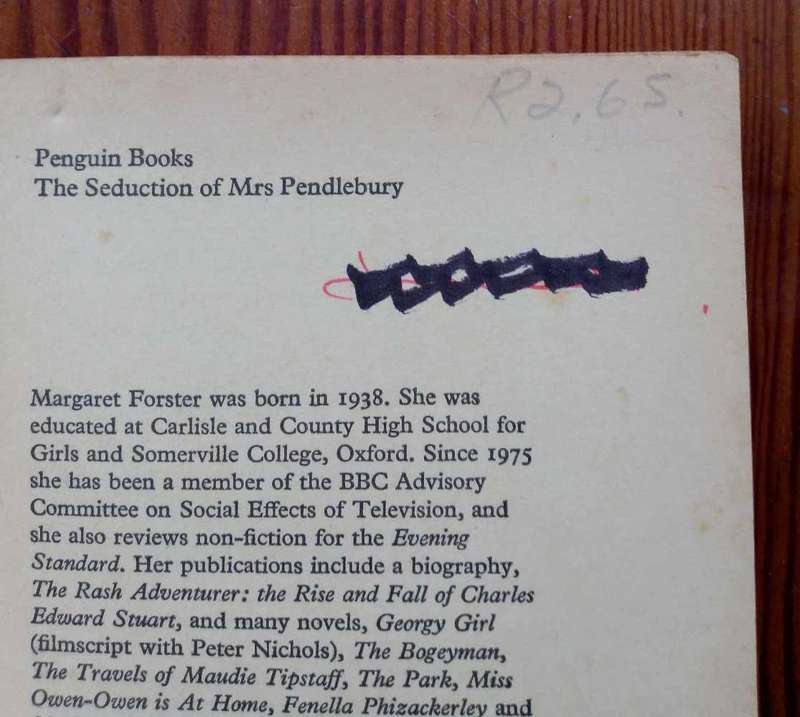 R2.65.
Penguin Books
The Seduction of Mrs Pendlebury
Margaret Forster was born in 1938. She was
educated at Carlisle and County High School for
Girls and Somerville College, Oxford. Since 1975
she has been a member of the BBC Advisory
Committee on Social Effects of Television, and
she also reviews non-fiction for the Evening
Standard. Her publications include a biography,
The Rash Adventurer: the Rise and Fall of Charles
Edward Stuart, and many novels, Georgy Girl
(filmscript with Peter Nichols), The Bogeyman,
The Travels of Maudie Tipstaff, The Park, Miss
Owen-Owen is At Home, Fenella Phizackerley and